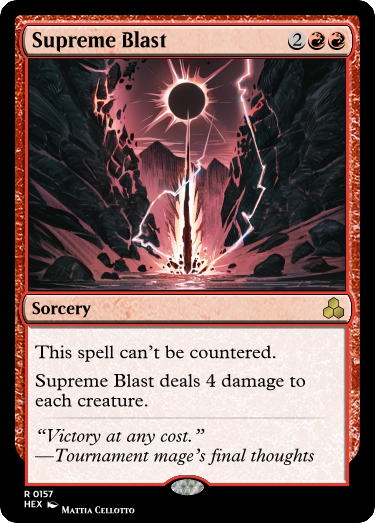 Supreme Blast 2
Sorcery
This spell can't be countered.
Supreme Blast deals 4 damage to
each creature.
“Victory at any cost.”
—Tournament mage's final thoughts
R 0157
HEX Mattia Cellotto